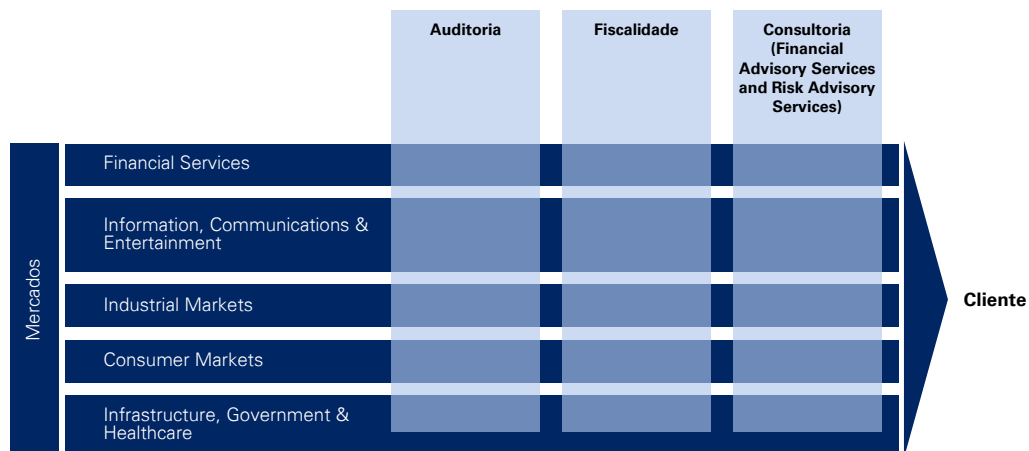 Auditoria
Fiscalidade
Consultoria
(Financial
Advisory Services
and Risk Advisory
Services)
Mercados
Financial Services
Information, Communications &
Entertainment
Industrial Markets
Consumer Markets
Infrastructure, Government &
Healthcare
Cliente